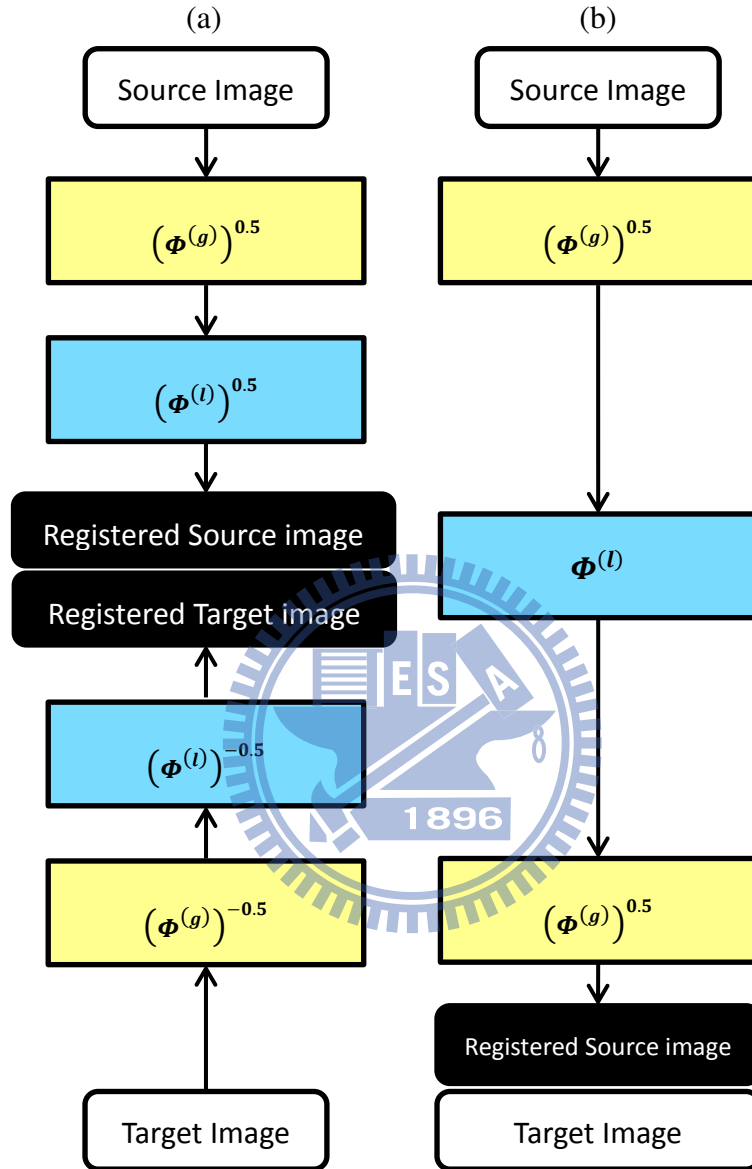 (a)
Source Image
(Φ^(g))^0.5
(Φ^(l))^0.5
Registered Source image
Registered Target image
(Φ^(l))^-0.5
(Φ^(g))^-0.5
Target Image
(b)
Source Image
(Φ^(g))^0.5
Φ^(l)
(Φ^(g))^0.5
Registered Source image
Target Image
E S A
1896